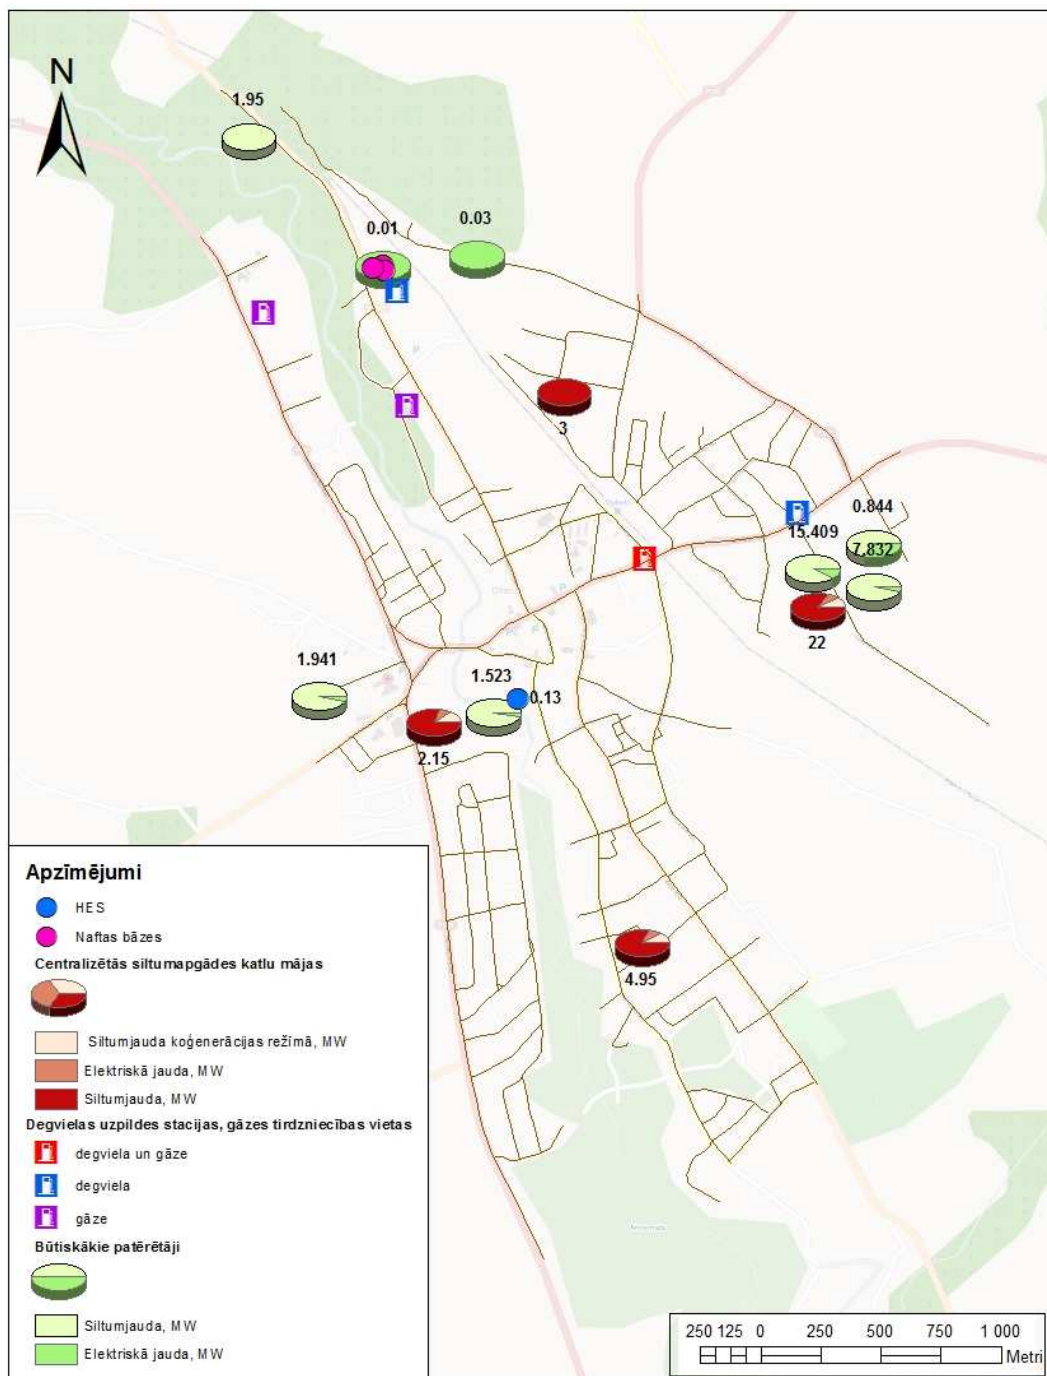 N
1.95
0.01
0.03
3
0.844
15.409
7.832
22
1.941
1.523
0.13
2.15
4.95
Apzīmējumi
HES
Naftas bāzes
Centralizētās siltumapgādes katlu mājas
Siltumjauda koģenerācijas režīmā, MW
Elektriskā jauda, MW
Siltumjauda, MW
Degvielas uzpildes stacijas, gāzes tirdzniecības vietas
degviela un gāze
degviela
gāze
Būtiskākie patērētāji
Siltumjauda, MW
Elektriskā jauda, MW
250 125 0 250 500 750 1 000
Metri